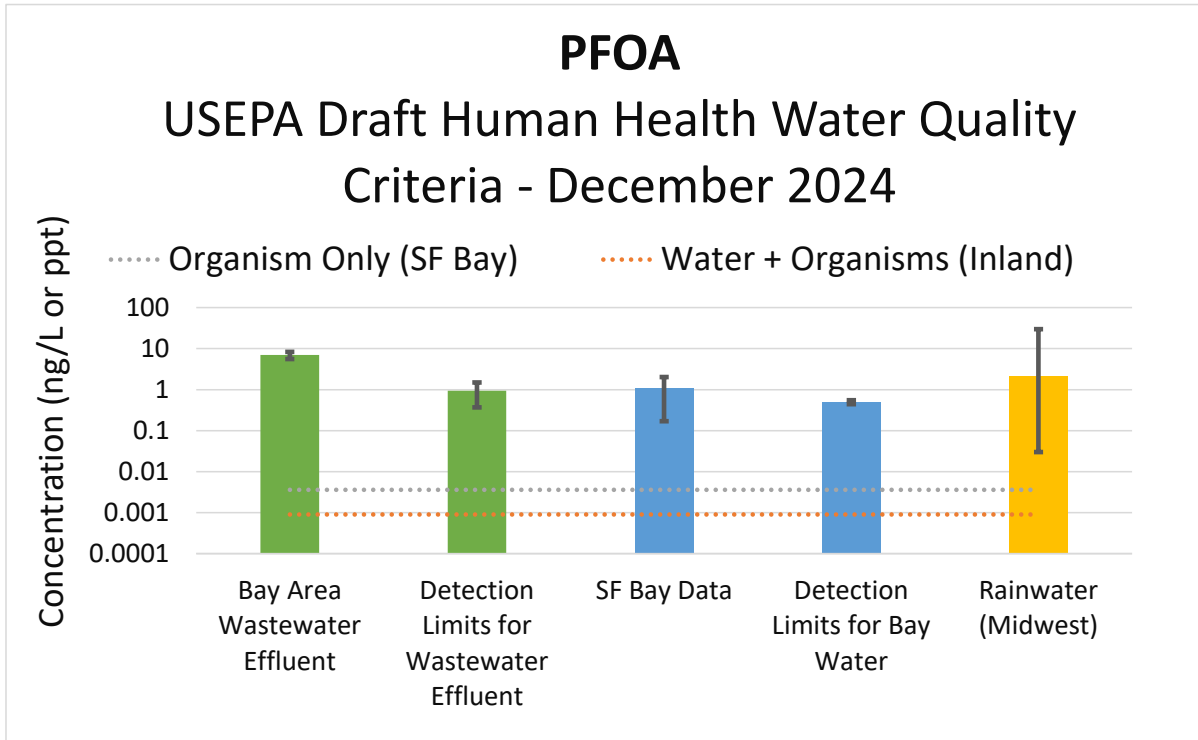 PFOA
USEPA Draft Human Health Water Quality
Criteria - December 2024
Organism Only (SF Bay)
Water + Organisms (Inland)
Concentration (ng/L or ppt)
100
10
1
0.1
0.01
0.001
0.0001
Bay Area
Wastewater
Effluent
Detection
Limits for
Wastewater
Effluent
SF Bay Data
Detection
Limits for Bay
Water
Rainwater
(Midwest)